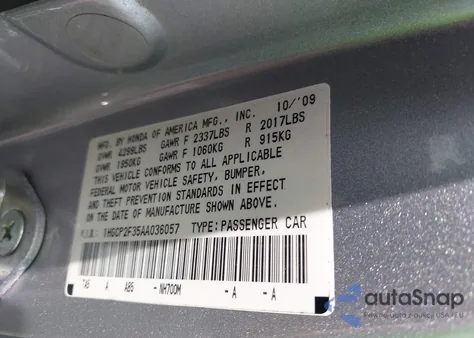 MFG. BY HONDA OF AMERICA MFG., INC. 10/'09
GVWR 4299LBS GAWR F 2337LBS R 2017LBS
GVWR 1950KG GAWR F 1060KG R 915KG
THIS VEHICLE CONFORMS TO ALL APPLICABLE
FEDERAL MOTOR VEHICLE SAFETY, BUMPER,
AND THEFT PREVENTION STANDARDS IN EFFECT
ON THE DATE OF MANUFACTURE SHOWN ABOVE.
V.I.N: 1HGCP2F35AA036057 TYPE: PASSENGER CAR
A A85 - NH700M - A - A
autoSnap